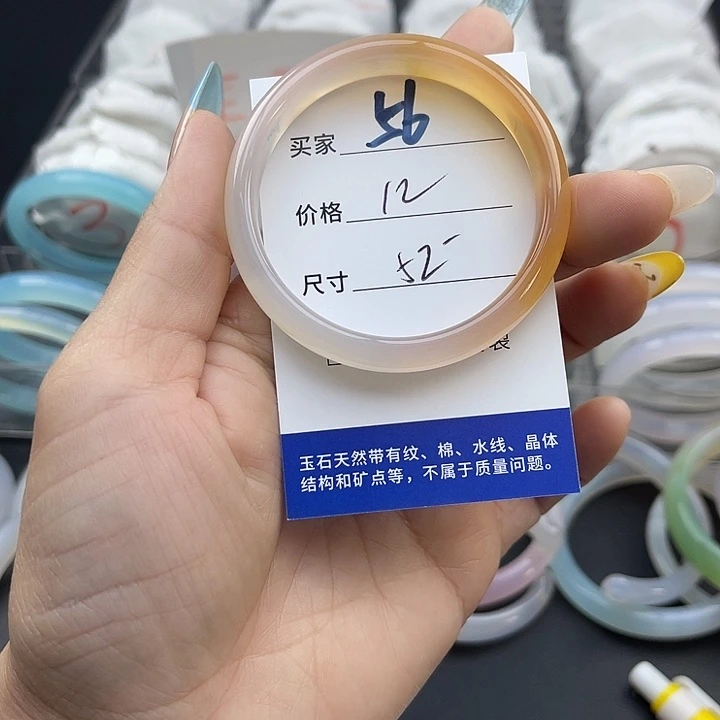 买家 56
价格 12
尺寸 52
玉石天然带有纹、棉、水线、晶体
结构和矿点等，不属于质量问题。